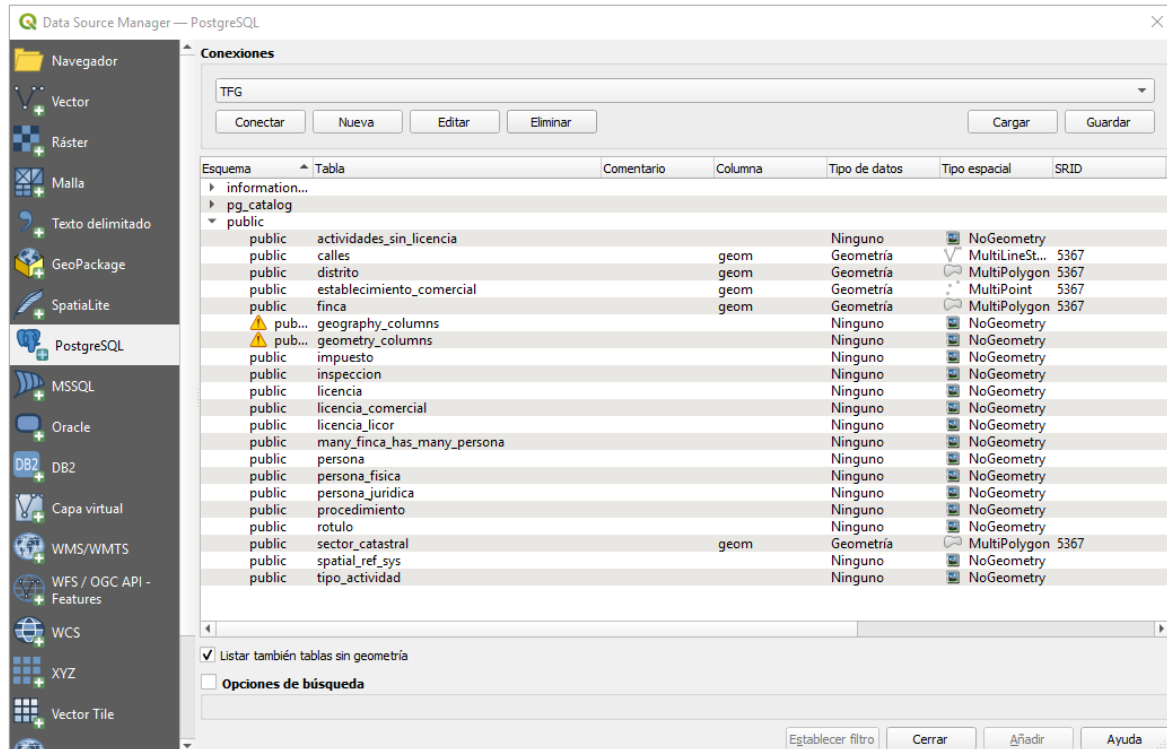 Data Source Manager — PostgreSQL
Navegador
Vector
Ráster
Malla
Texto delimitado
GeoPackage
SpatiaLite
PostgreSQL
MSSQL
Oracle
DB2 DB2
Capa virtual
WMS/WMTS
WFS / OGC API -
Features
WCS
XYZ
Vector Tile
Conexiones
TFG
Conectar Nueva Editar Eliminar Cargar Guardar
Esquema Tabla Comentario Columna Tipo de datos Tipo espacial SRID
information...
pg_catalog
public
public actividades_sin_licencia Ninguno NoGeometry
public calles geom Geometría MultiLineSt... 5367
public distrito geom Geometría MultiPolygon 5367
public establecimiento_comercial geom Geometría MultiPoint 5367
public finca geom Geometría MultiPolygon 5367
pub... geography_columns Ninguno NoGeometry
pub... geometry_columns Ninguno NoGeometry
public impuesto Ninguno NoGeometry
public inspeccion Ninguno NoGeometry
public licencia Ninguno NoGeometry
public licencia_comercial Ninguno NoGeometry
public licencia_licor Ninguno NoGeometry
public many_finca_has_many_persona Ninguno NoGeometry
public persona Ninguno NoGeometry
public persona_fisica Ninguno NoGeometry
public persona_juridica Ninguno NoGeometry
public procedimiento Ninguno NoGeometry
public rotulo Ninguno NoGeometry
public sector_catastral geom Geometría MultiPolygon 5367
public spatial_ref_sys Ninguno NoGeometry
public tipo_actividad Ninguno NoGeometry
Listar también tablas sin geometría
Opciones de búsqueda
Establecer filtro Cerrar Añadir Ayuda